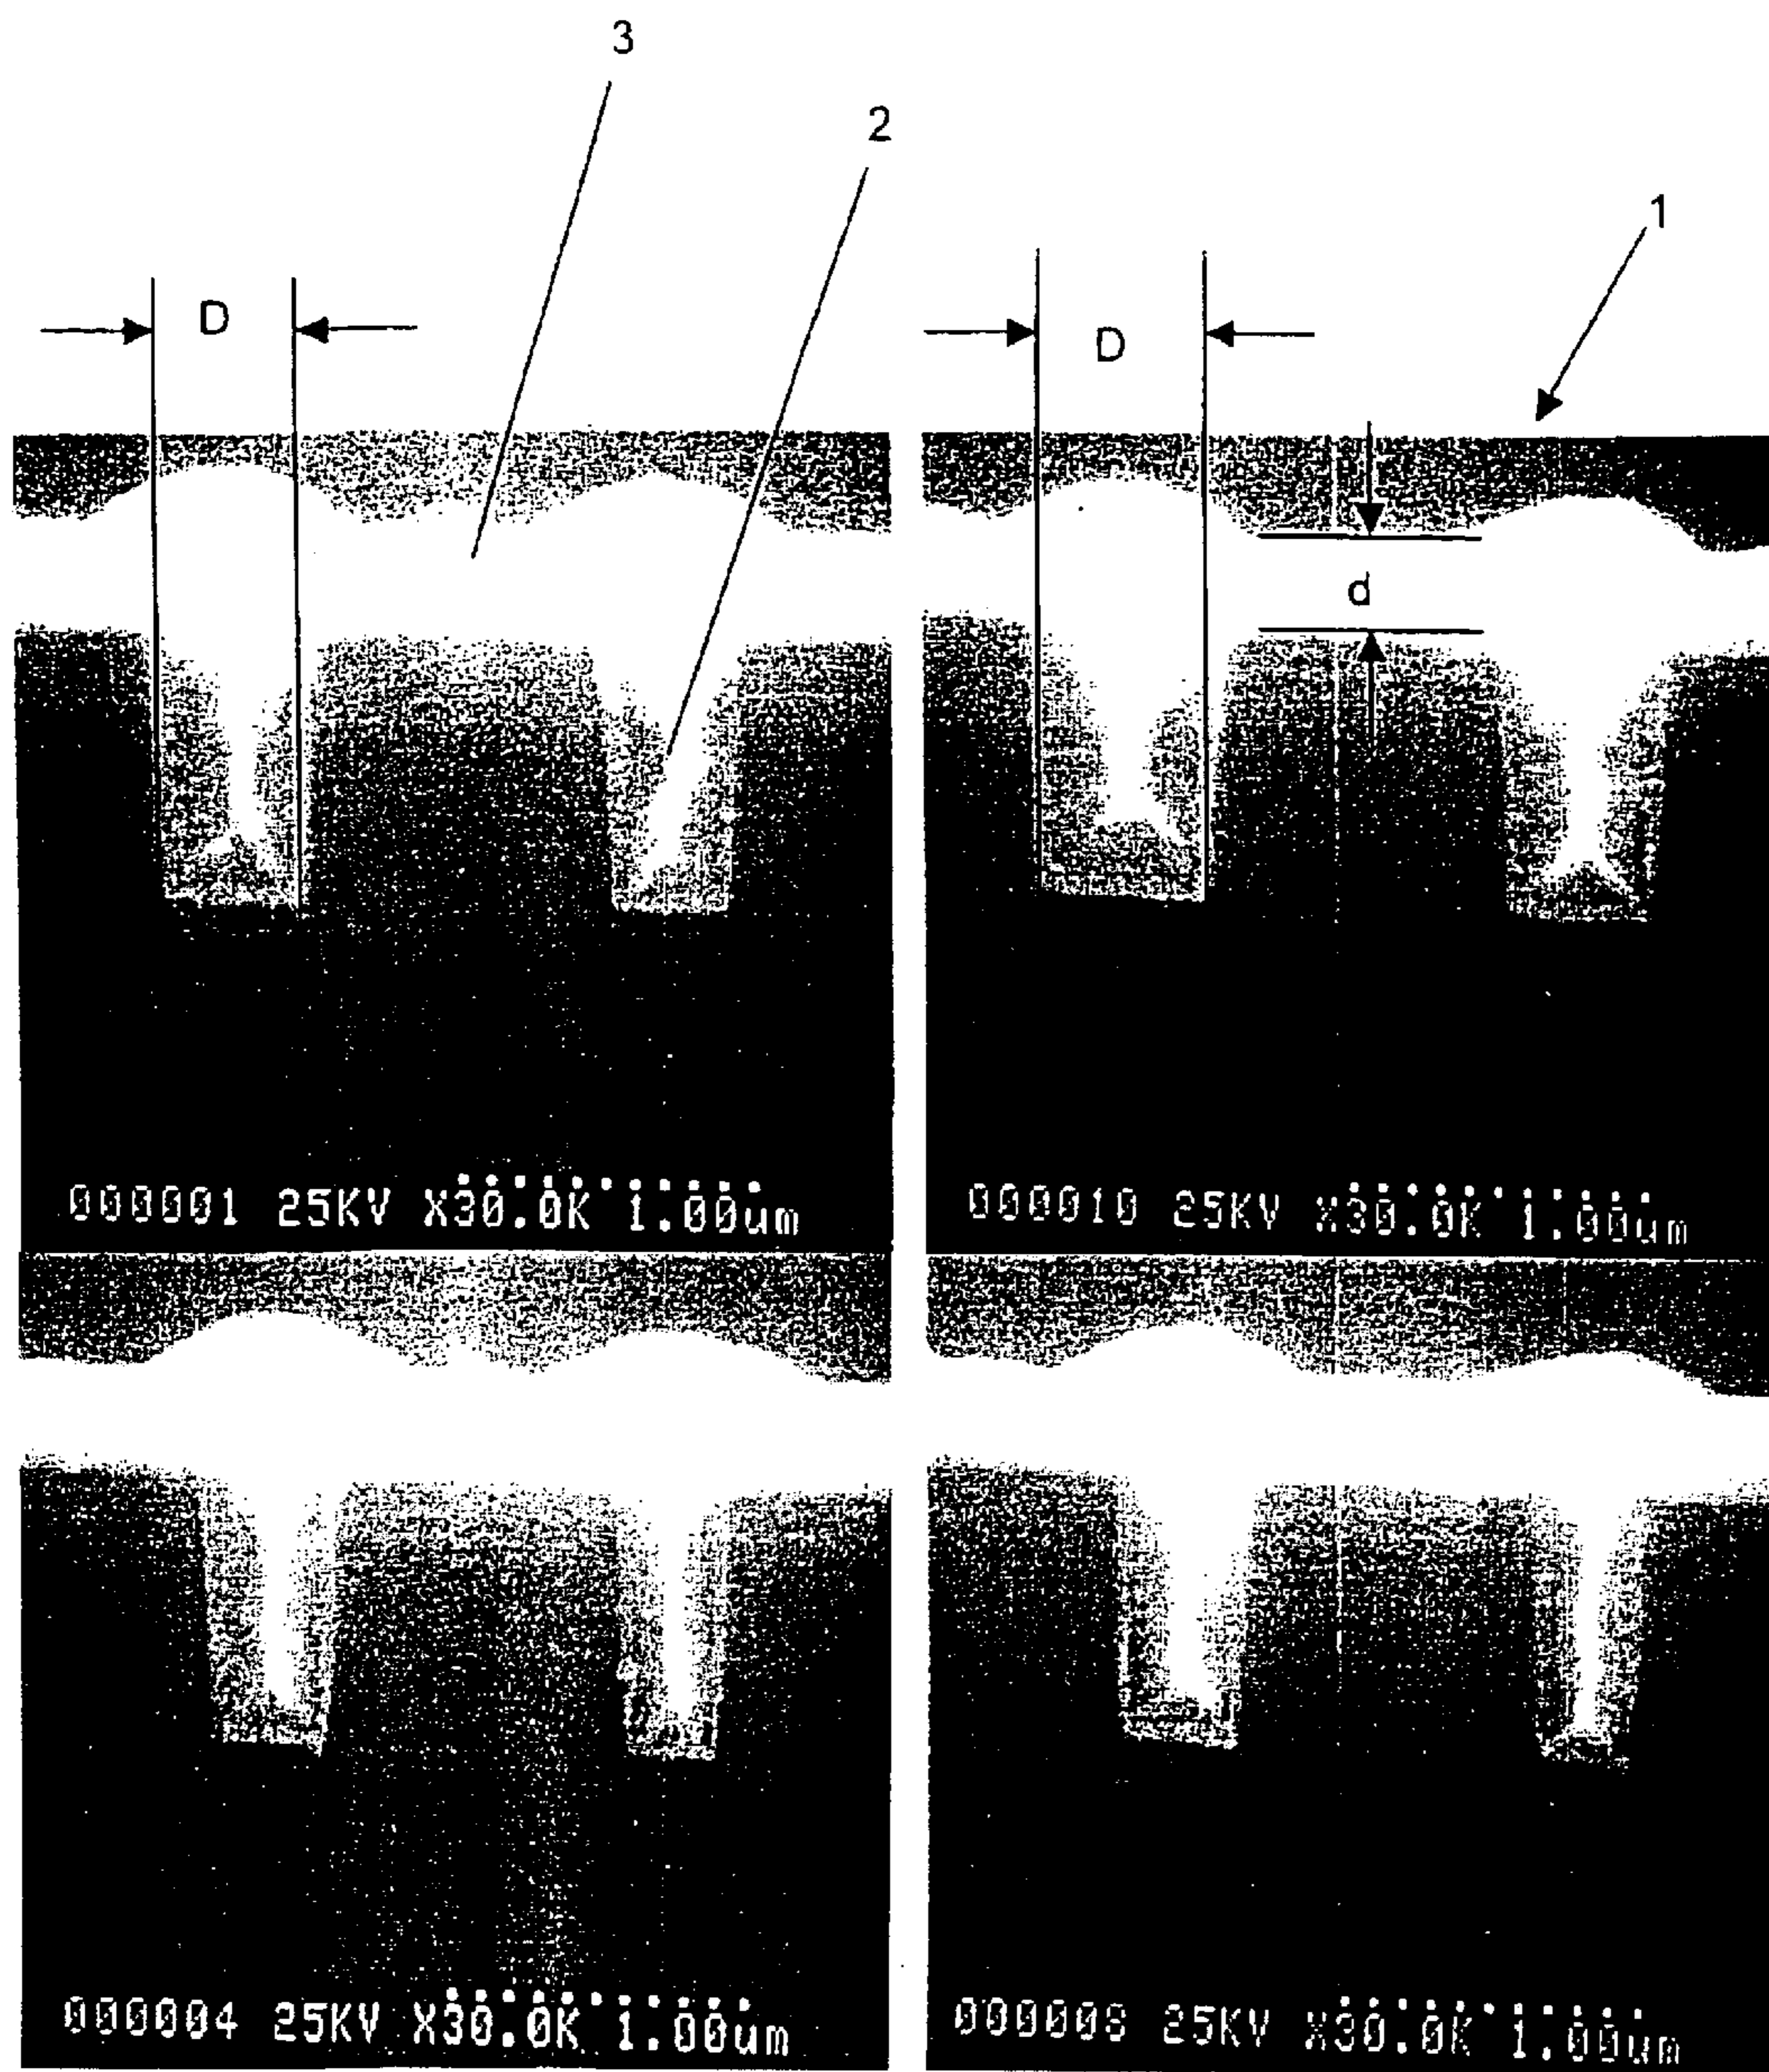 3
2
1
D
D
d
000001 25KV X30.0K 1.00um
000010 25KV X30.0K 1.00um
000004 25KV X30.0K 1.00um
000008 25KV X30.0K 1.00um